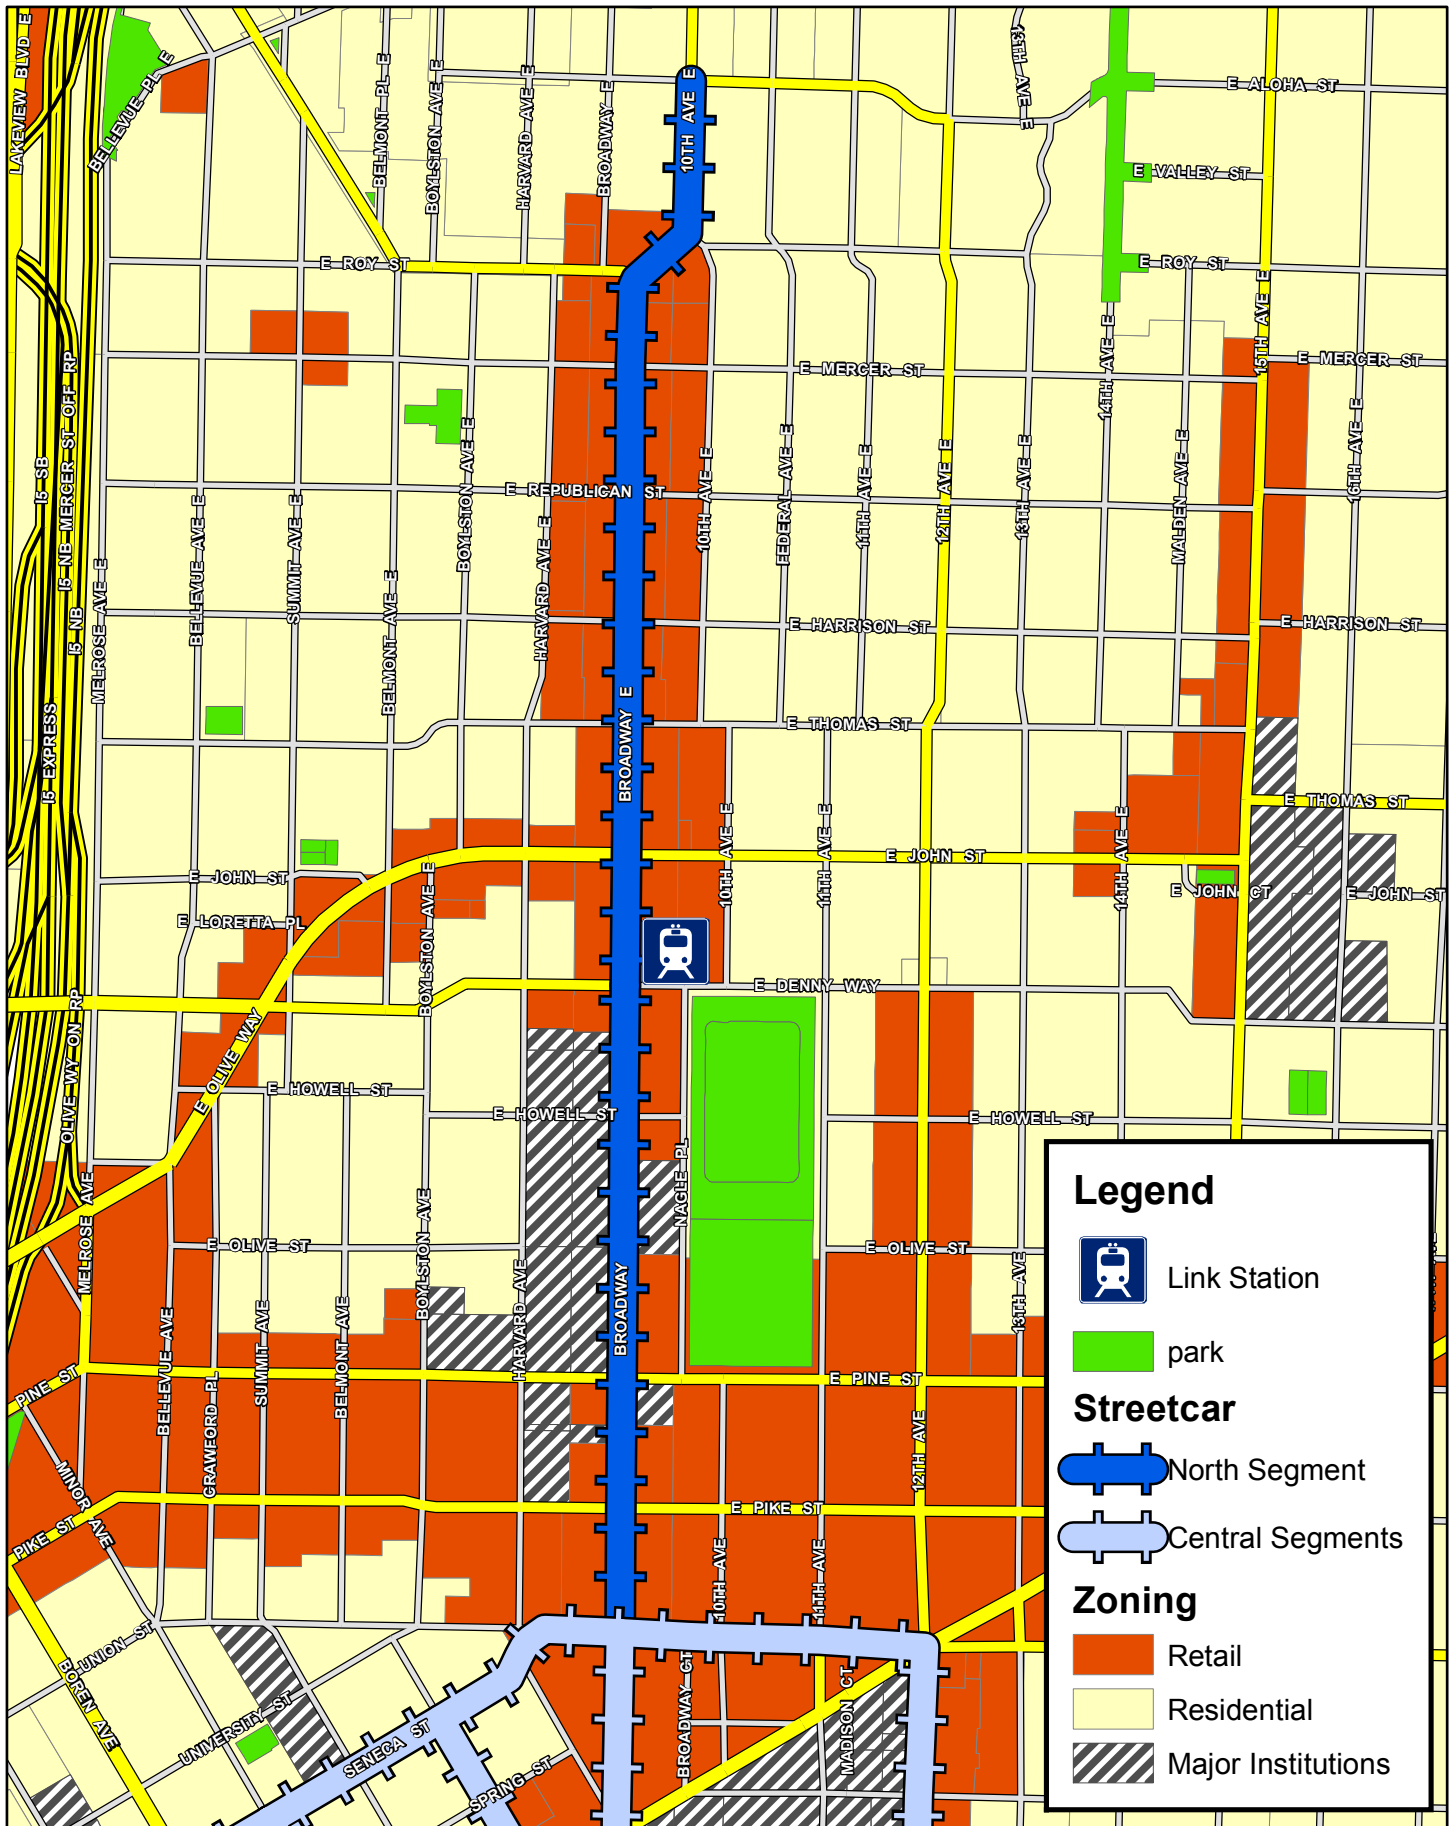 LAKEVIEW BLVD E
BELLEVUE PL E
BELMONT PL E
BOYLSTON AVE E
HARVARD AVE E
BROADWAY E
10TH AVE E
13TH AVE E
E ALOHA ST
E VALLEY ST
E ROY ST
E ROY ST
15TH AVE E
14TH AVE E
E MERCER ST
E MERCER ST
I5 SB
I5 NB MERCER ST OFF RP
I5 NB
I5 EXPRESS
MELROSE AVE E
BELLEVUE AVE E
SUMMIT AVE E
BELMONT AVE E
BOYLSTON AVE E
HARVARD AVE E
E REPUBLICAN ST
10TH AVE E
FEDERAL AVE E
11TH AVE E
12TH AVE E
13TH AVE E
MALDEN AVE E
16TH AVE E
E HARRISON ST
E HARRISON ST
BROADWAY E
E THOMAS ST
E THOMAS ST
10TH AVE E
11TH AVE E
14TH AVE E
E JOHN ST
E JOHN ST
E JOHN CT
E JOHN ST
E LORETTA PL
BOYLSTON AVE E
E DENNY WAY
OLIVE WY ON RP
E OLIVE WAY
E HOWELL ST
E HOWELL ST
E HOWELL ST
NAGLE PL
MELROSE AVE
E OLIVE ST
E OLIVE ST
BOYLSTON AVE
HARVARD AVE
BROADWAY
13TH AVE
BELLEVUE AVE
CRAWFORD PL
SUMMIT AVE
BELMONT AVE
PINE ST
E PINE ST
12TH AVE
MINOR AVE
PIKE ST
E PIKE ST
10TH AVE
11TH AVE
UNION ST
BOREN AVE
UNIVERSITY ST
SENECA ST
SPRING ST
BROADWAY CT
MADISON CT
Legend
Link Station
park
Streetcar
North Segment
Central Segments
Zoning
Retail
Residential
Major Institutions